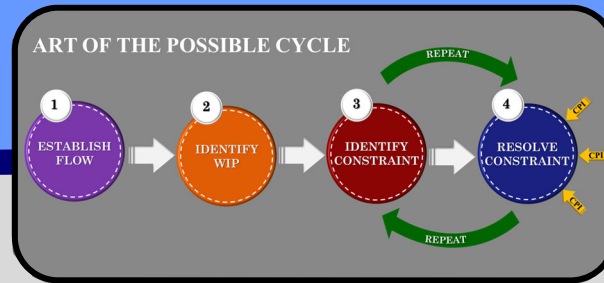 ART OF THE POSSIBLE CYCLE
REPEAT
1
2
3
4
ESTABLISH
FLOW
IDENTIFY
WIP
IDENTIFY
CONSTRAINT
RESOLVE
CONSTRAINT
CPI
CPI
CPI
REPEAT